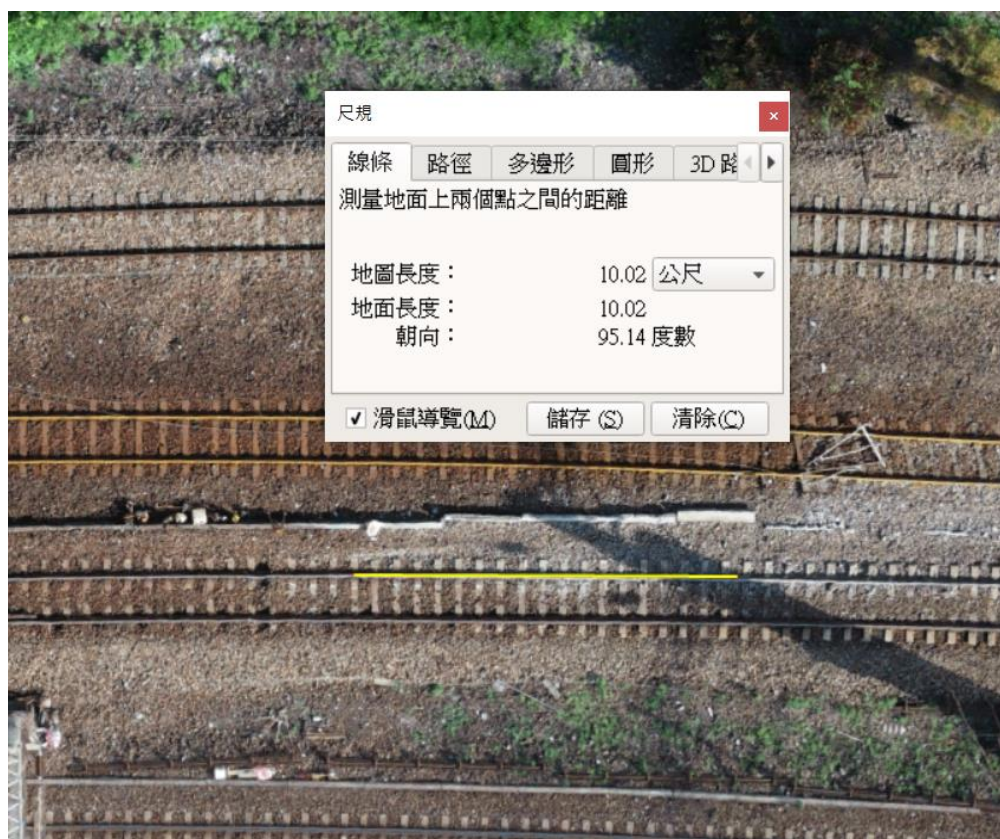 尺規
×
線條 路徑 多邊形 圓形 3D 路
測量地面上兩個點之間的距離
地圖長度： 10.02 公尺
地面長度： 10.02
朝向： 95.14 度數
滑鼠導覽(M) 儲存 (S) 清除(C)